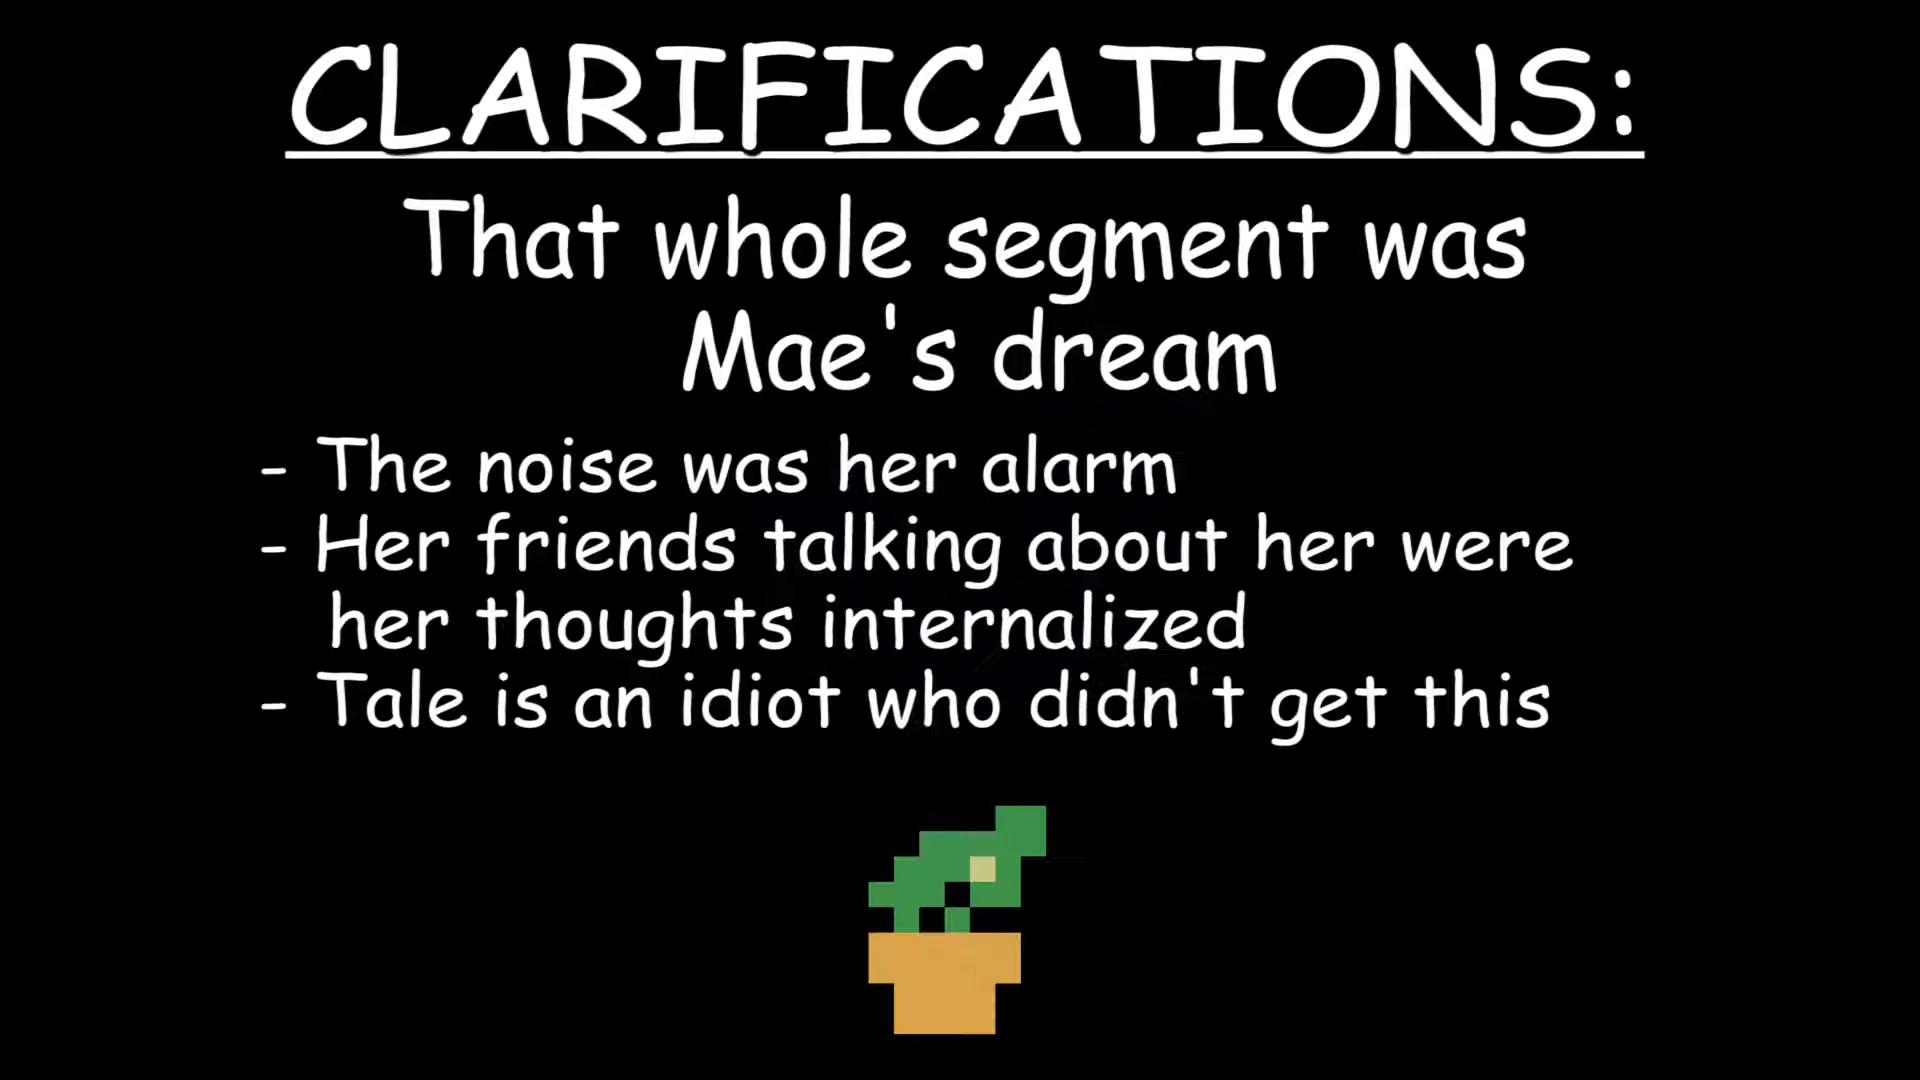 CLARIFICATIONS:
That whole segment was
Mae's dream
- The noise was her alarm
- Her friends talking about her were
her thoughts internalized
- Tale is an idiot who didn't get this